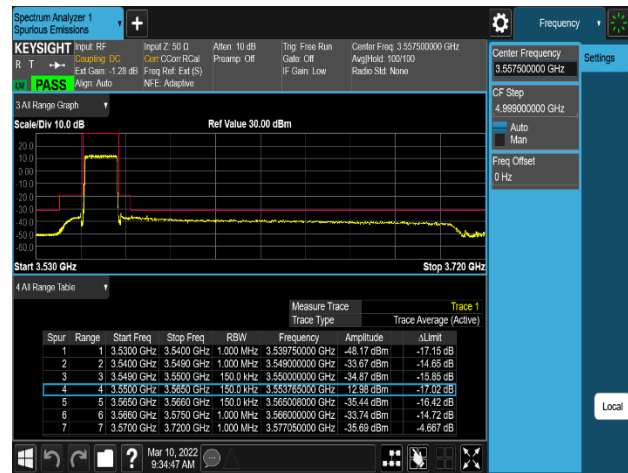 Spectrum Analyzer 1
Spurious Emissions
Frequency
KEYSIGHT Input: RF Input Z: 50 Ω Atten: 10 dB Trig: Free Run Center Freq: 3.557500000 GHz
R T Coupling: DC Corr CCorr RCal Preamp: Off Gate: Off Avg|Hold: 100/100
Ext Gain: -1.28 dB Freq Ref: Ext (S) IF Gain: Low Radio Std: None
PASS Align: Auto NFE: Adaptive
Center Frequency
3.557500000 GHz
Settings
CF Step
4.999000000 GHz
Auto
Man
Freq Offset
0 Hz
3 All Range Graph
Scale/Div 10.0 dB Ref Value 30.00 dBm
20.0
10.0
0.00
-10.0
-20.0
-30.0
-40.0
-50.0
-60.0
Start 3.530 GHz Stop 3.720 GHz
4 All Range Table
Measure Trace Trace 1
Trace Type Trace Average (Active)
Spur Range Start Freq Stop Freq RBW Frequency Amplitude ΔLimit
1 1 3.5300 GHz 3.5400 GHz 1.000 MHz 3.539750000 GHz -48.17 dBm -17.15 dB
2 2 3.5400 GHz 3.5490 GHz 1.000 MHz 3.549000000 GHz -33.67 dBm -14.65 dB
3 3 3.5490 GHz 3.5500 GHz 150.0 kHz 3.550000000 GHz -34.87 dBm -15.85 dB
4 4 3.5500 GHz 3.5650 GHz 150.0 kHz 3.553765000 GHz 12.98 dBm -17.02 dB
5 5 3.5650 GHz 3.5660 GHz 150.0 kHz 3.565008000 GHz -35.44 dBm -16.42 dB
6 6 3.5660 GHz 3.5750 GHz 1.000 MHz 3.566000000 GHz -33.74 dBm -14.72 dB
7 7 3.5700 GHz 3.7200 GHz 1.000 MHz 3.577050000 GHz -35.69 dBm -4.667 dB
Local
Mar 10, 2022
9:34:47 AM